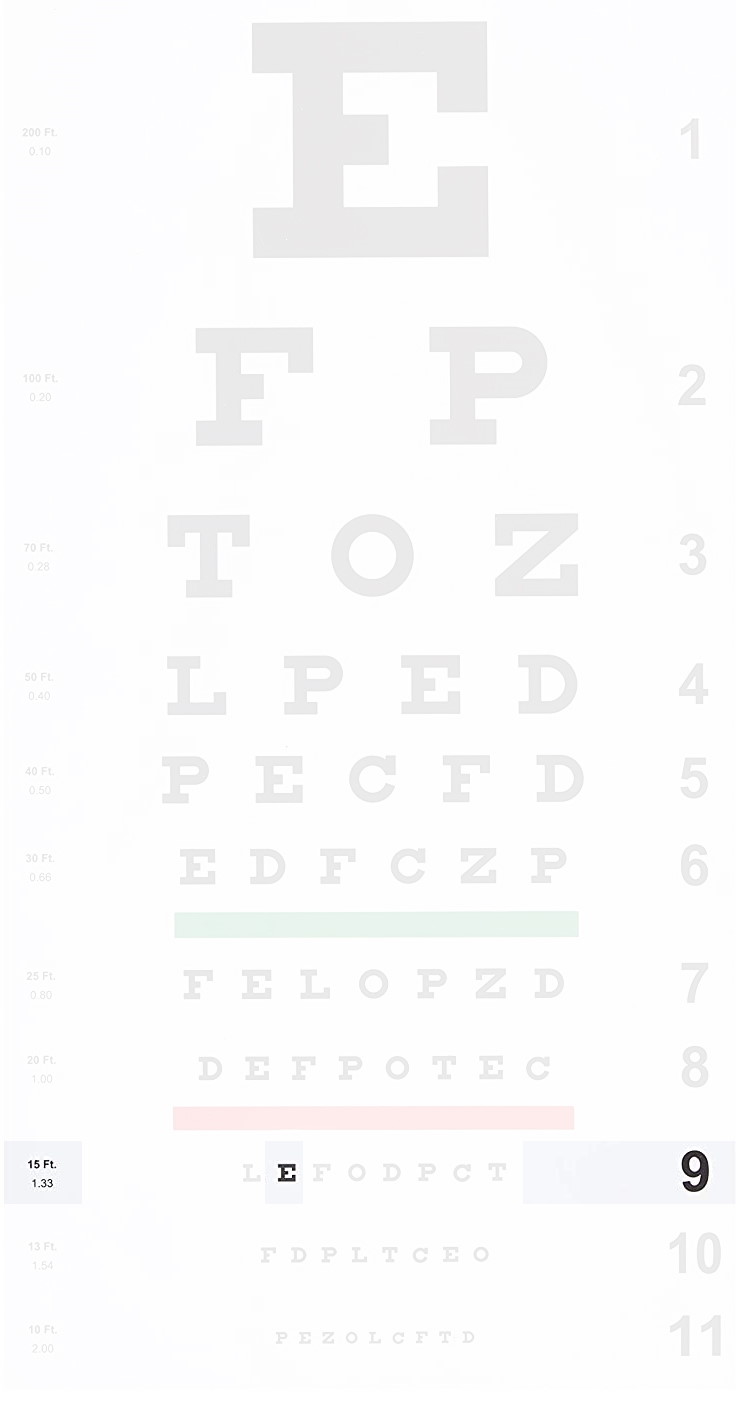 E 1
200 Ft.
0.10
F P 2
100 Ft.
0.20
T O Z 3
70 Ft.
0.28
L P E D 4
50 Ft.
0.40
P E C F D 5
40 Ft.
0.50
E D F C Z P 6
30 Ft.
0.66
F E L O P Z D 7
25 Ft.
0.80
D E F P O T E C 8
20 Ft.
1.00
L E F O D P C T 9
15 Ft.
1.33
F D P L T C E O 10
13 Ft.
1.54
P E Z O L C F T D 11
10 Ft.
2.00